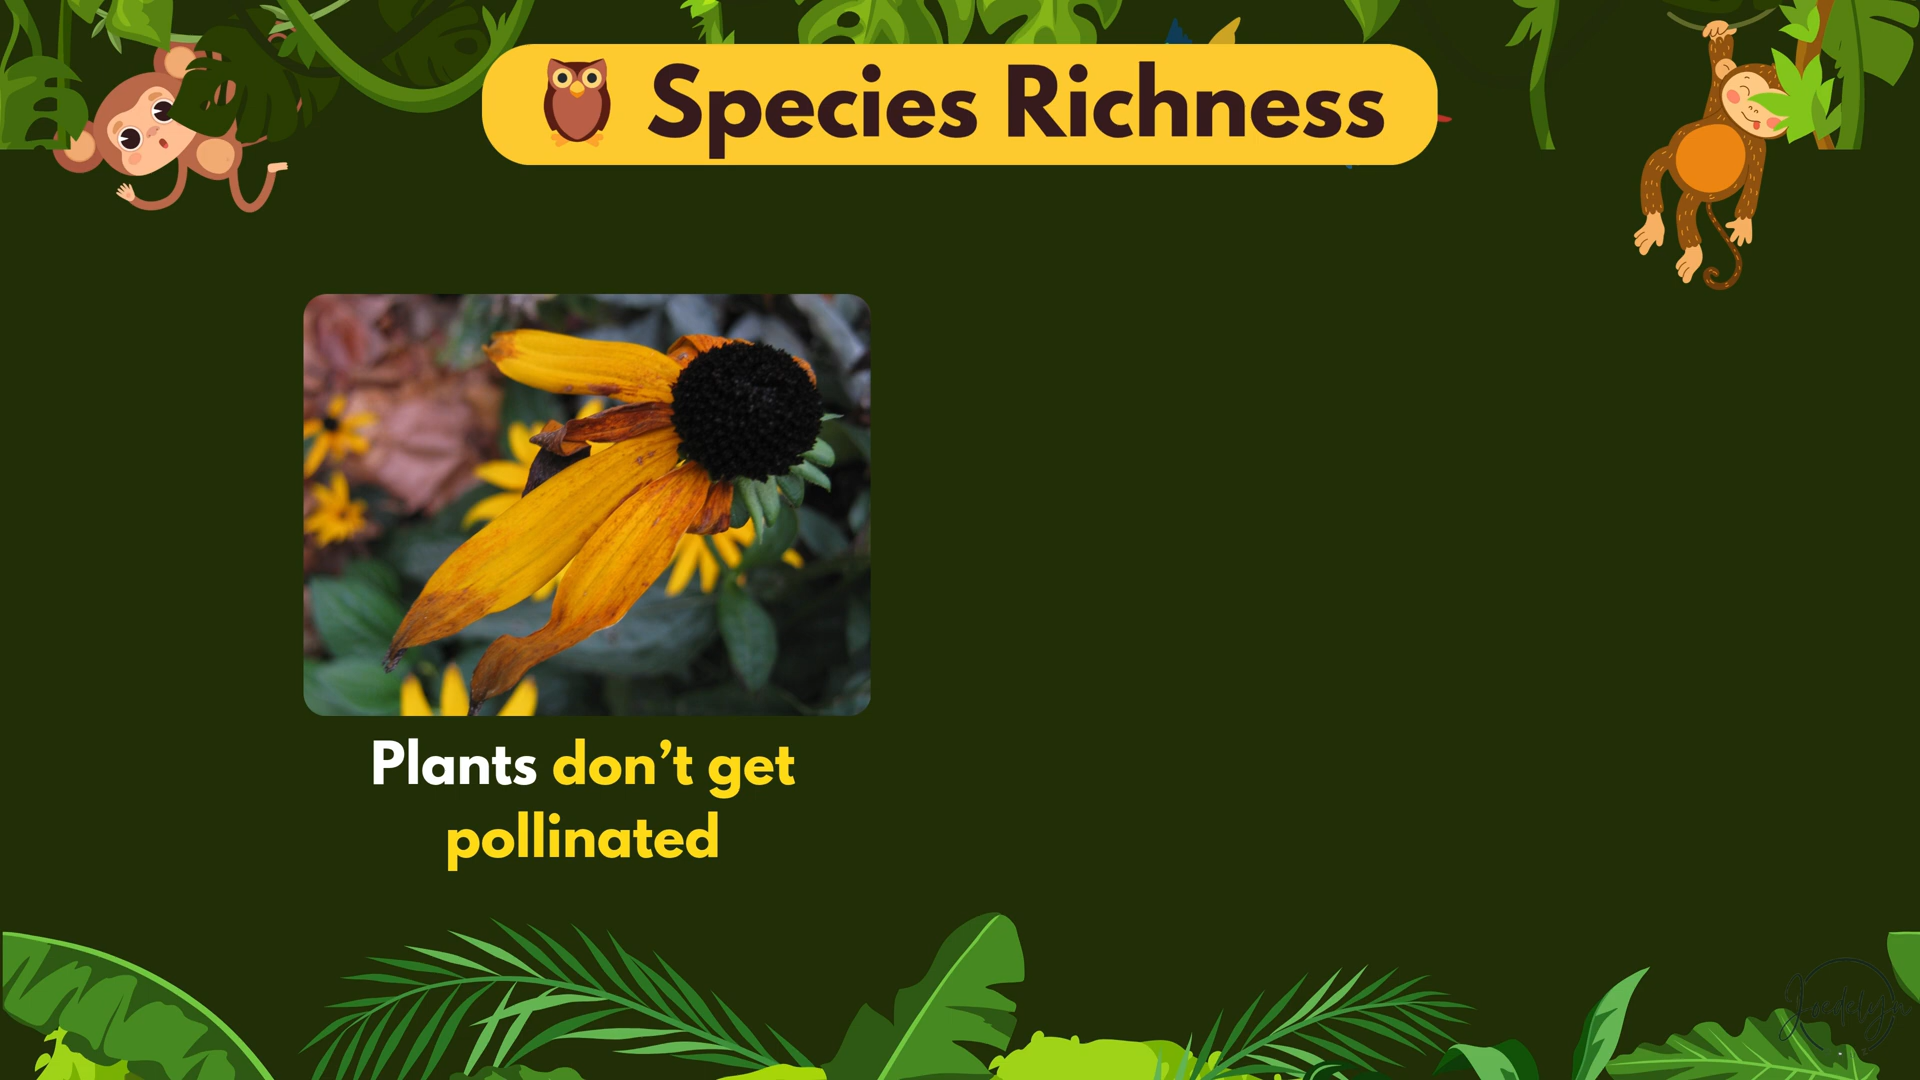 Species Richness
Plants don’t get
pollinated